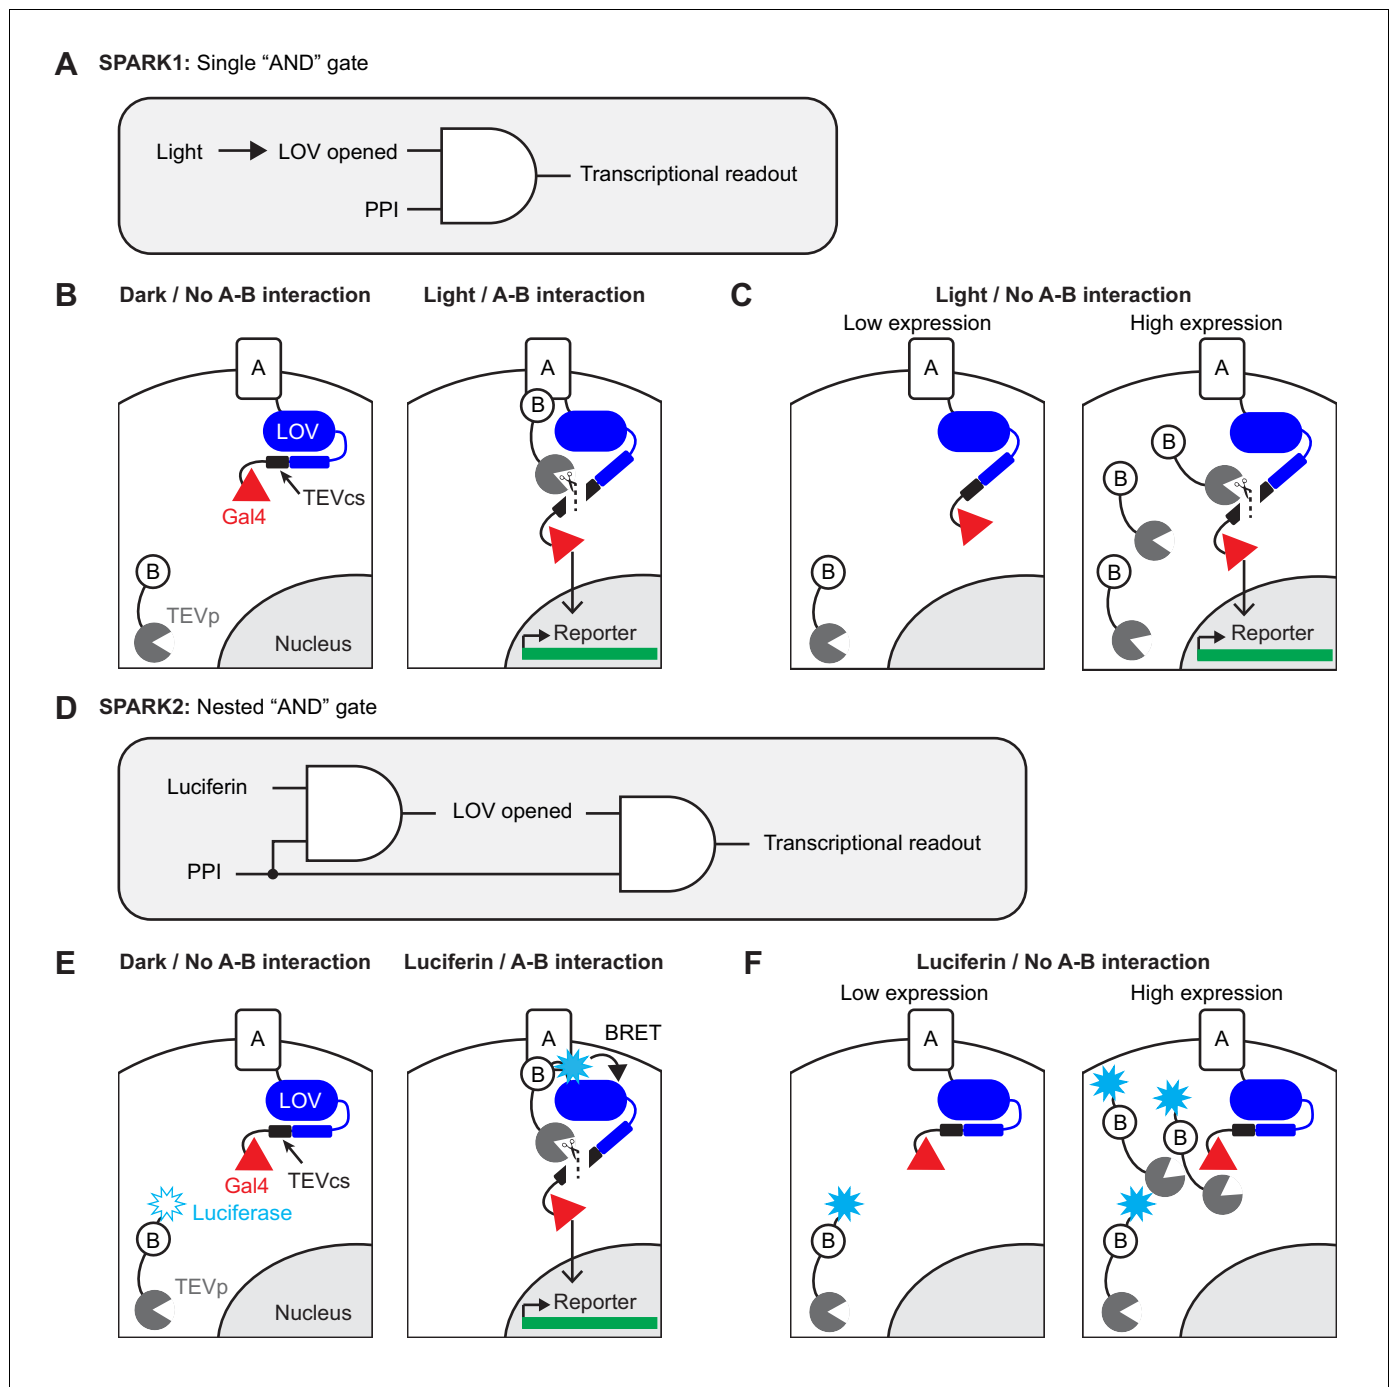 A SPARK1: Single “AND” gate
Light LOV opened
PPI
Transcriptional readout
B Dark / No A-B interaction
Light / A-B interaction
C Light / No A-B interaction
Low expression
High expression
A
LOV
TEVcs
Gal4
B
TEVp
Nucleus
A
B
Reporter
A
B
A
B
B
B
Reporter
D SPARK2: Nested “AND” gate
Luciferin
LOV opened
PPI
Transcriptional readout
E Dark / No A-B interaction
Luciferin / A-B interaction
F Luciferin / No A-B interaction
Low expression
High expression
A
LOV
TEVcs
Gal4
Luciferase
B
TEVp
Nucleus
A
BRET
B
Reporter
A
B
A
B
B
B